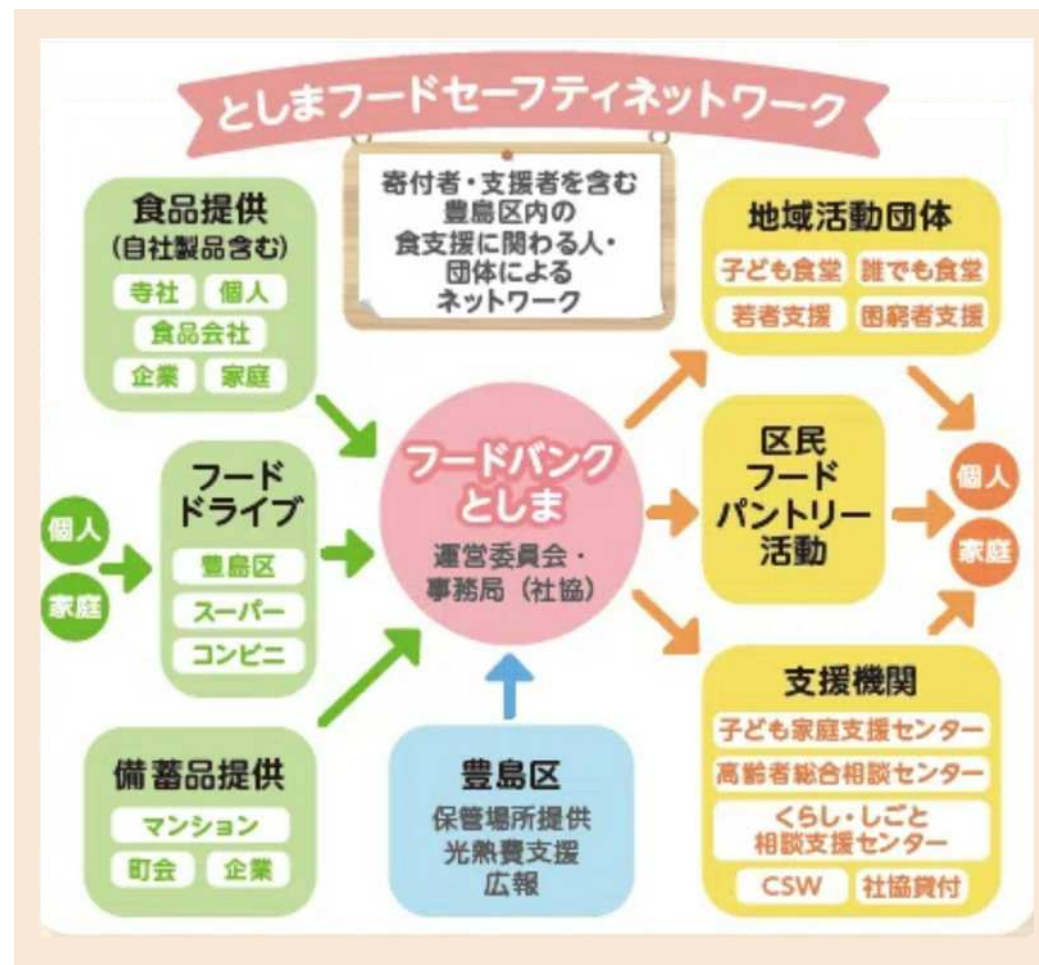 としまフードセーフティネットワーク
寄付者・支援者を含む
豊島区内の
食支援に関わる人・
団体による
ネットワーク
食品提供
(自社製品含む)
寺社 個人
食品会社
企業 家庭
個人
家庭
フード
ドライブ
豊島区
スーパー
コンビニ
備蓄品提供
マンション
町会 企業
フードバンク
としま
運営委員会・
事務局（社協）
豊島区
保管場所提供
光熱費支援
広報
地域活動団体
子ども食堂 誰でも食堂
若者支援 困窮者支援
区民
フード
パントリー
活動
支援機関
子ども家庭支援センター
高齢者総合相談センター
くらし・しごと
相談支援センター
CSW 社協貸付
個人
家庭